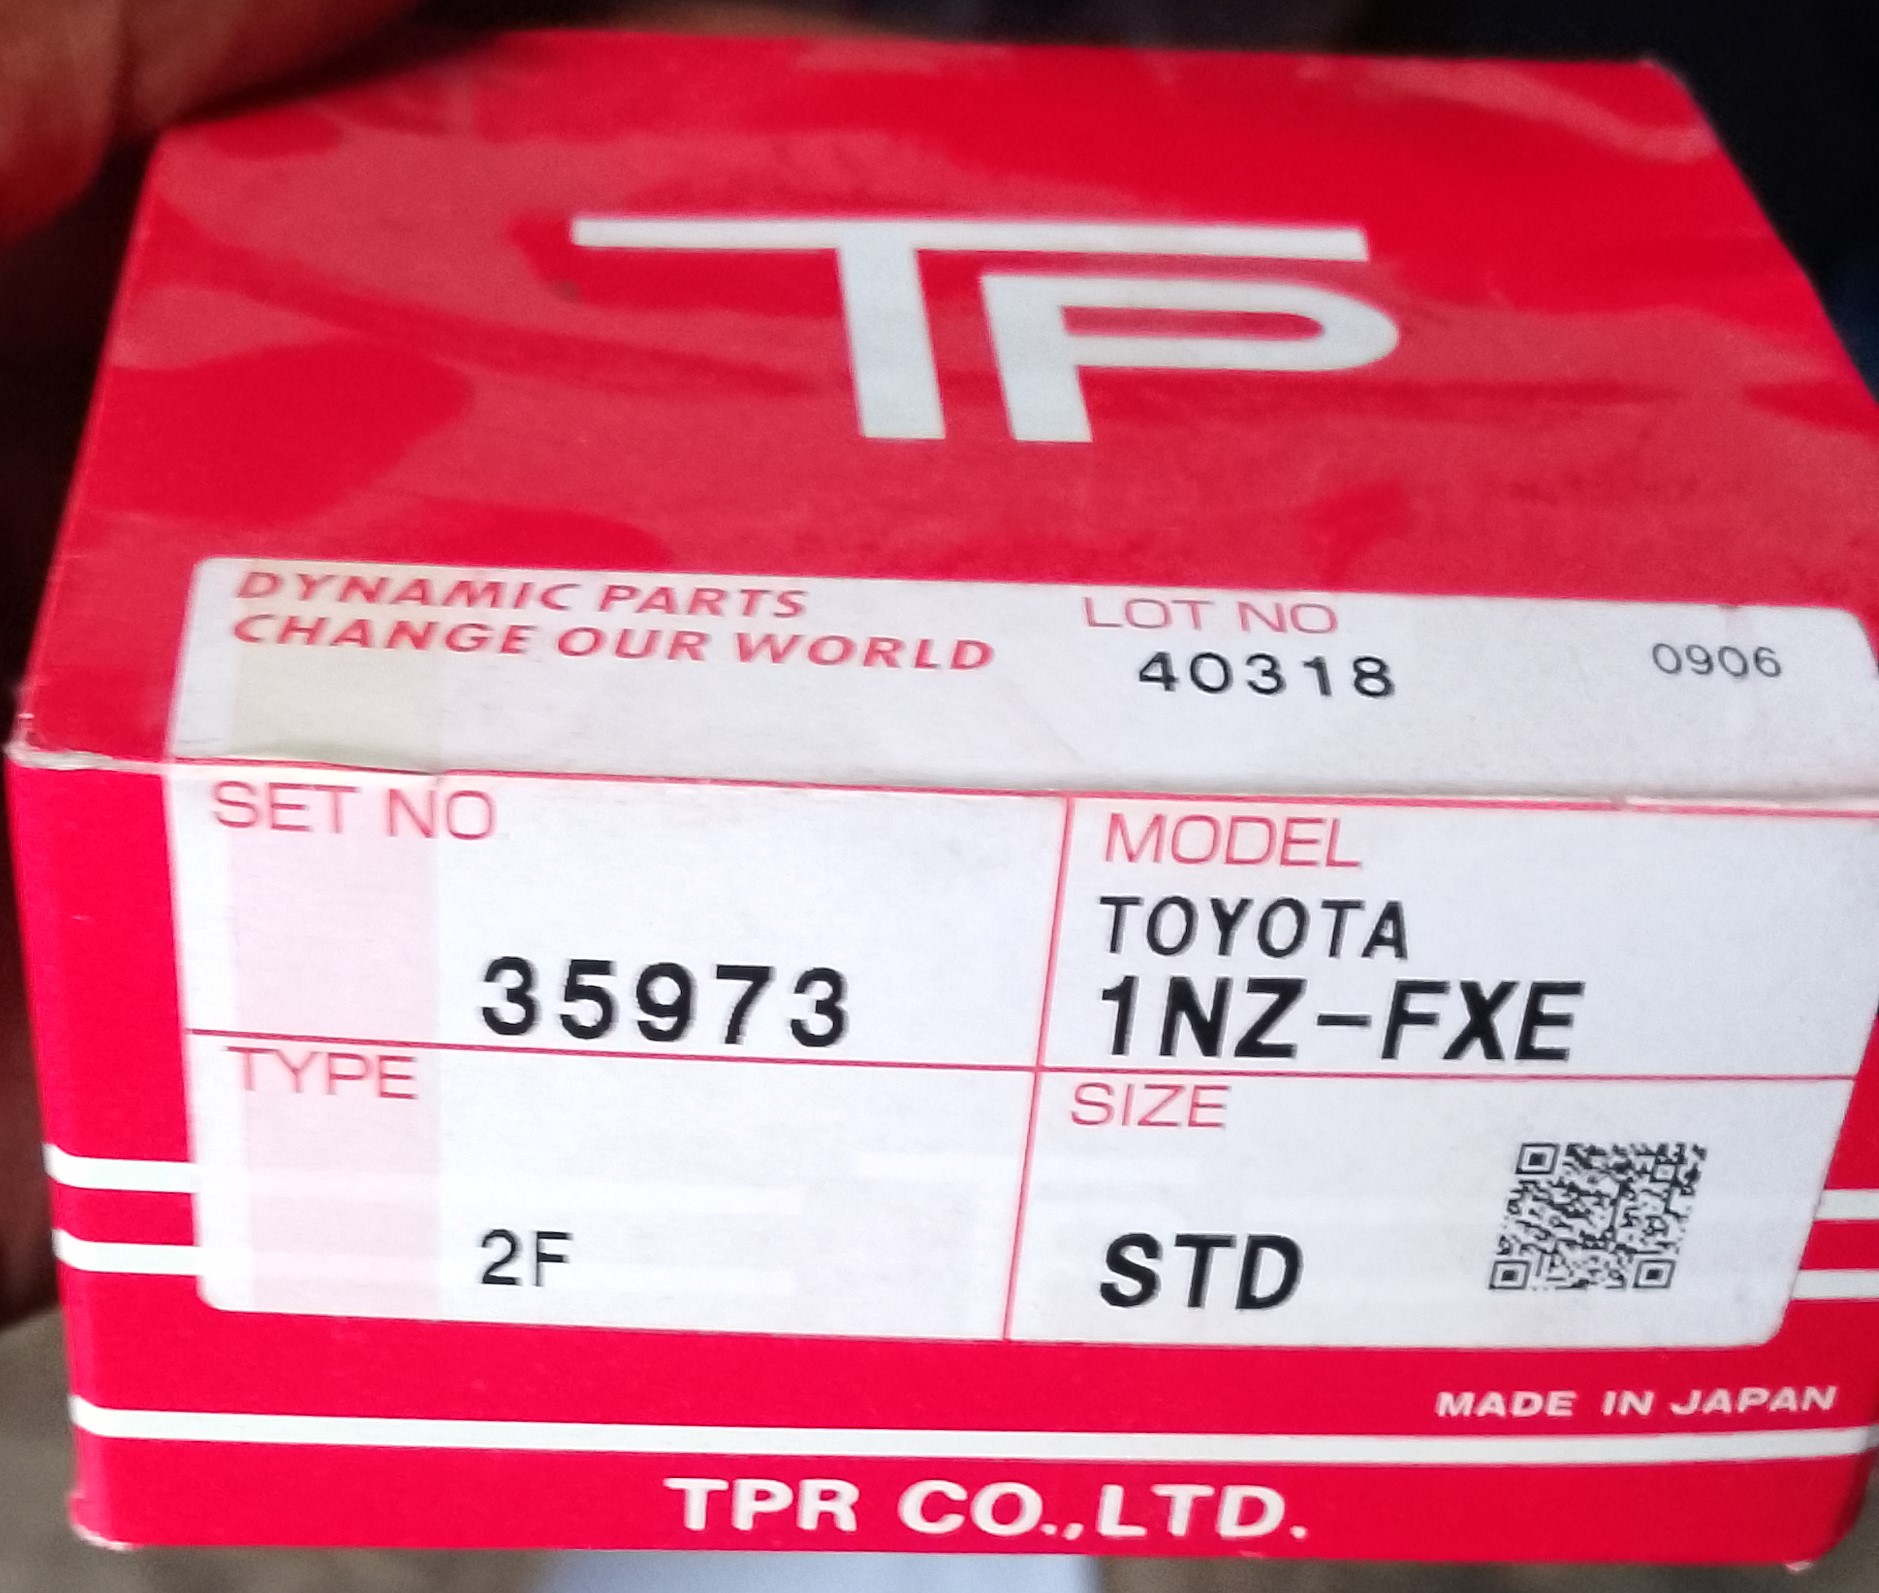 TP
DYNAMIC PARTS
CHANGE OUR WORLD
LOT NO
40318
0906
SET NO
35973
MODEL
TOYOTA
1NZ-FXE
TYPE
2F
SIZE
STD
MADE IN JAPAN
TPR CO.,LTD.